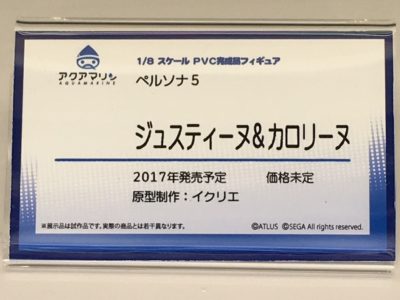 1/8 スケール PVC完成品フィギュア
アクアマリン
AQUAMARINE
ペルソナ5
ジュスティーヌ&カロリーヌ
2017年発売予定 価格未定
原型制作：イクリエ
※展示品は試作品です。実際の商品とは若干異なります。
©ATLUS ©SEGA All rights reserved.